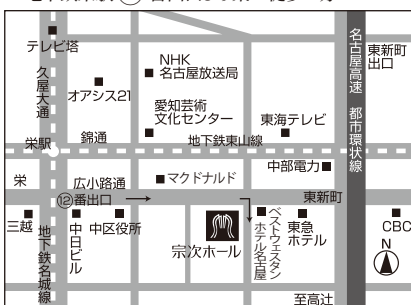 テレビ塔
久屋大通
オアシス21
NHK
名古屋放送局
愛知芸術
文化センター
東海テレビ
名古屋高速 都市環状線
東新町
出口
栄駅
錦通
地下鉄東山線
中部電力
栄
広小路通
マクドナルド
東新町
⑫番出口
三越
地下鉄名城線
中日ビル
中区役所
宗次ホール
ベストウェスタン
ホテル名古屋
東急
ホテル
CBC
N
至高辻